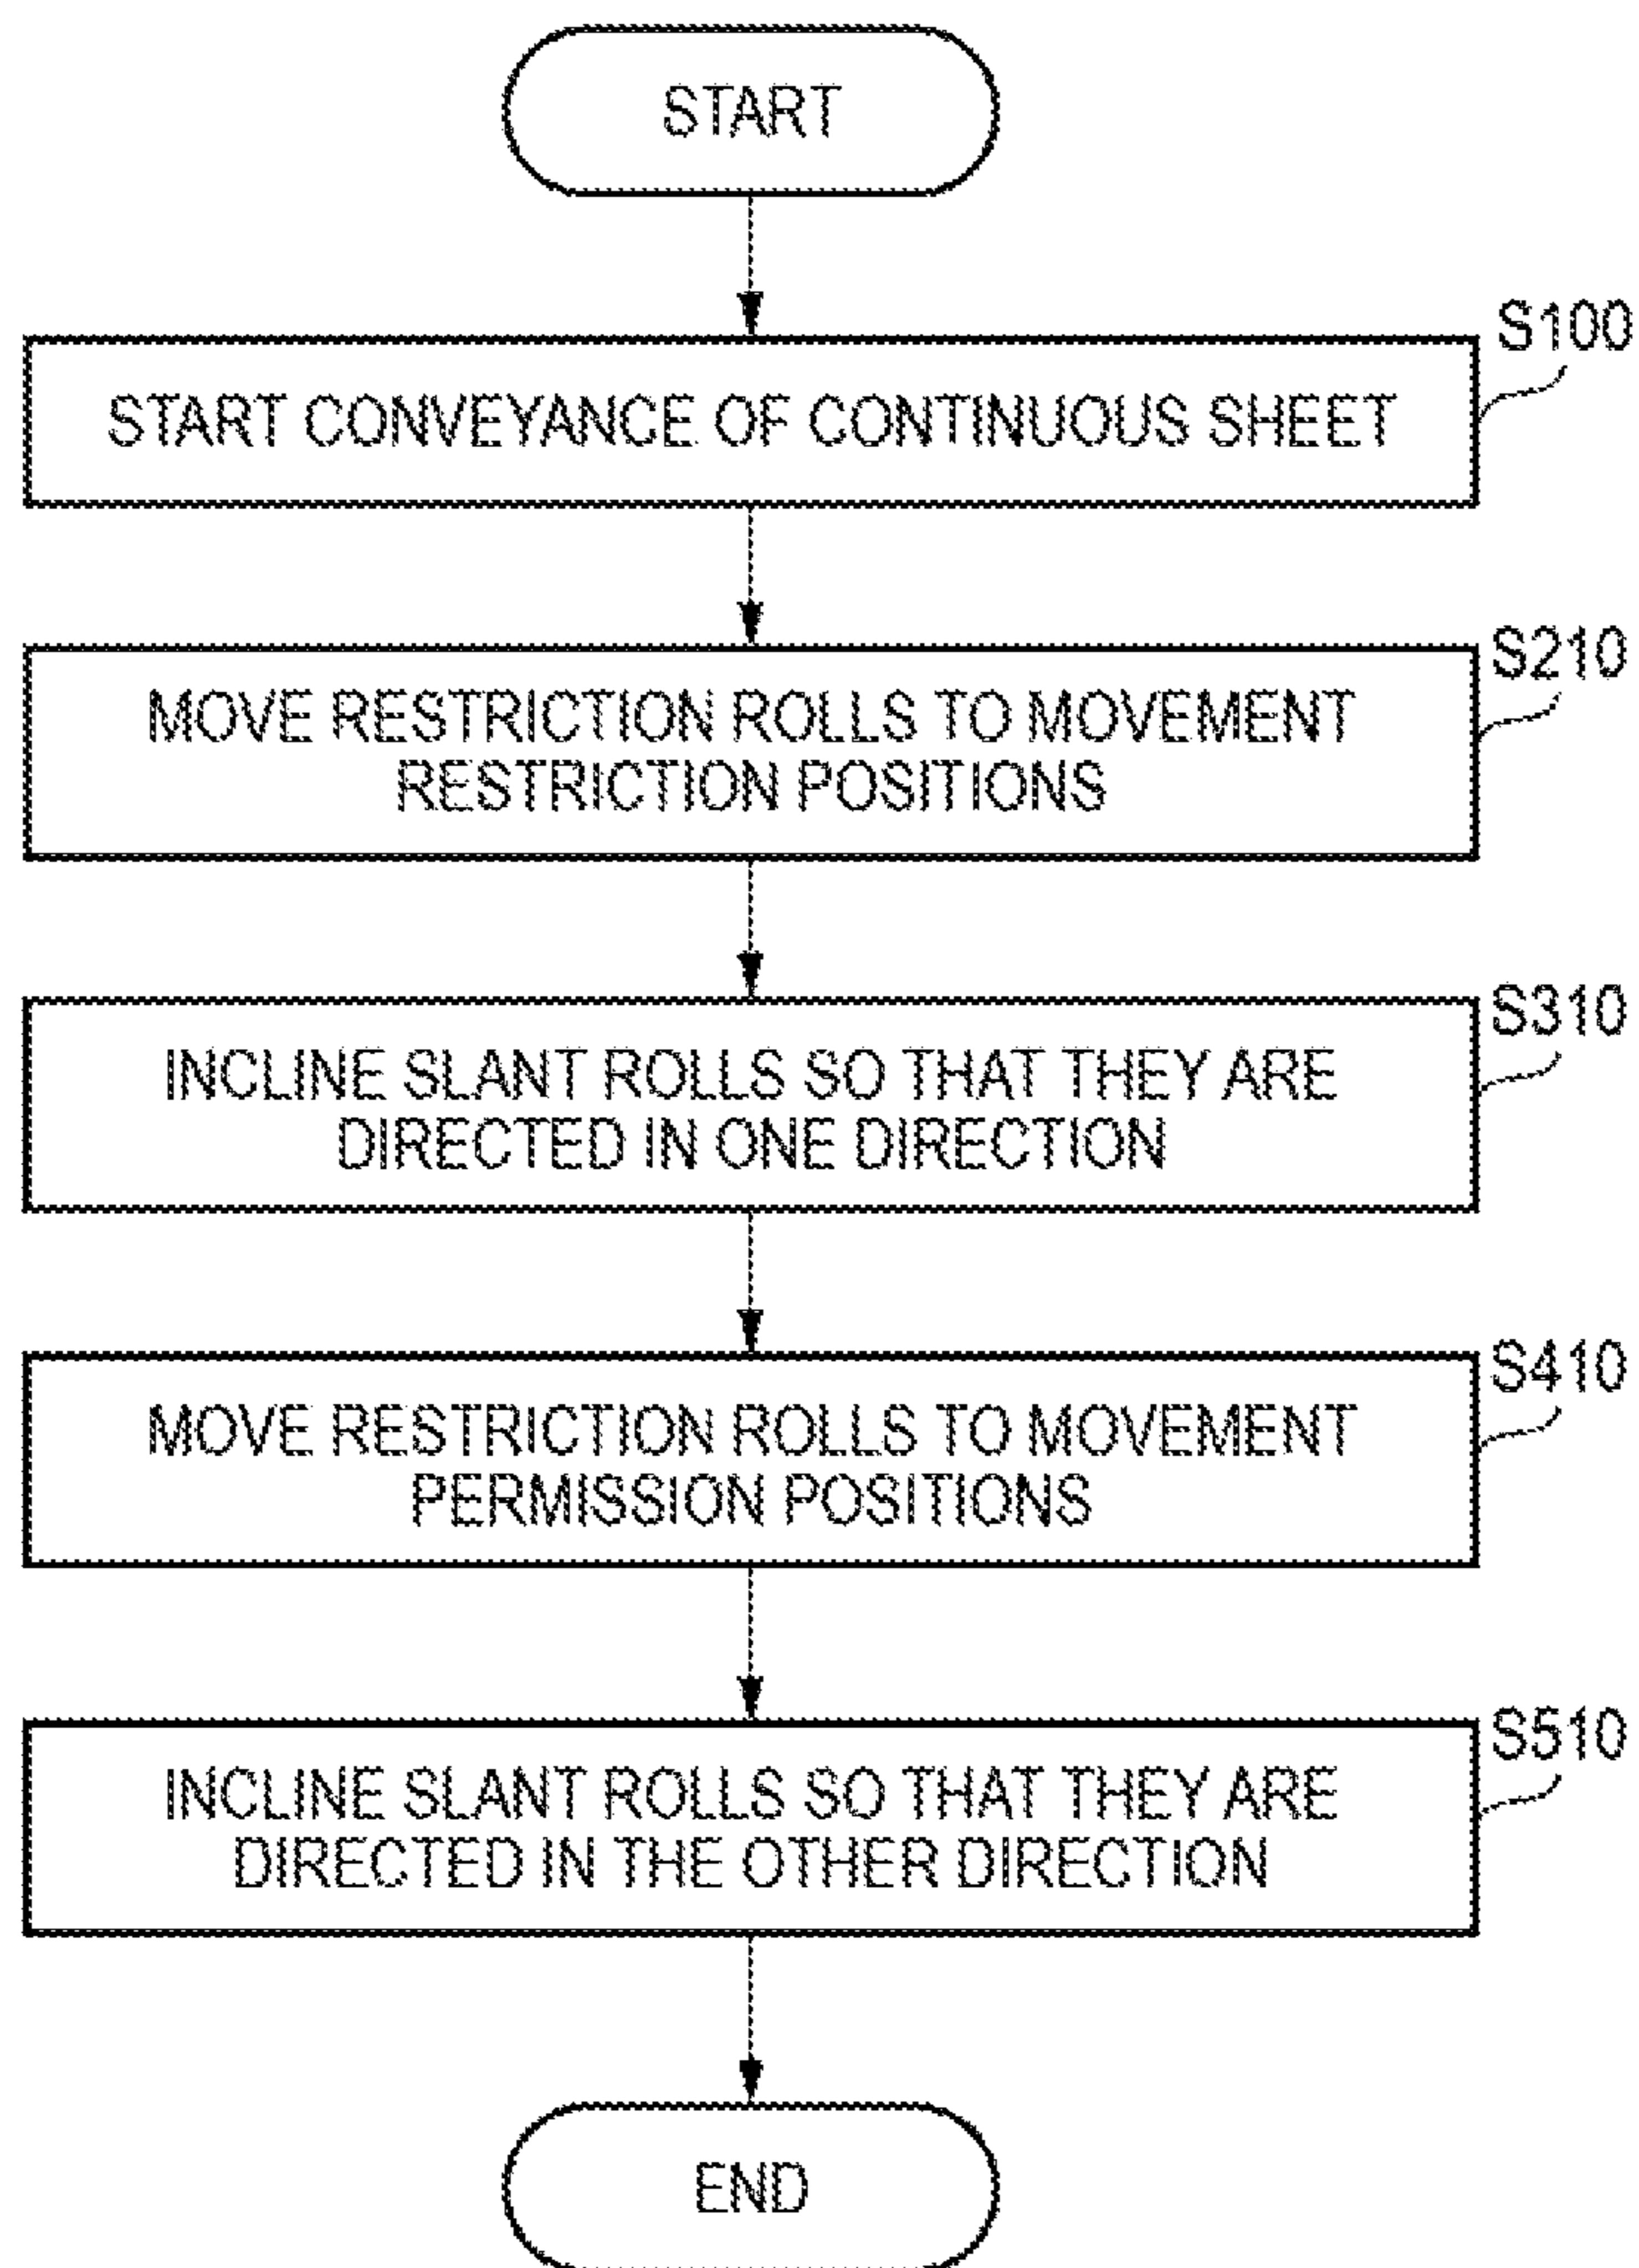 START
S100
START CONVEYANCE OF CONTINUOUS SHEET
S210
MOVE RESTRICTION ROLLS TO MOVEMENT
RESTRICTION POSITIONS
S310
INCLINE SLANT ROLLS SO THAT THEY ARE
DIRECTED IN ONE DIRECTION
S410
MOVE RESTRICTION ROLLS TO MOVEMENT
PERMISSION POSITIONS
S510
INCLINE SLANT ROLLS SO THAT THEY ARE
DIRECTED IN THE OTHER DIRECTION
END